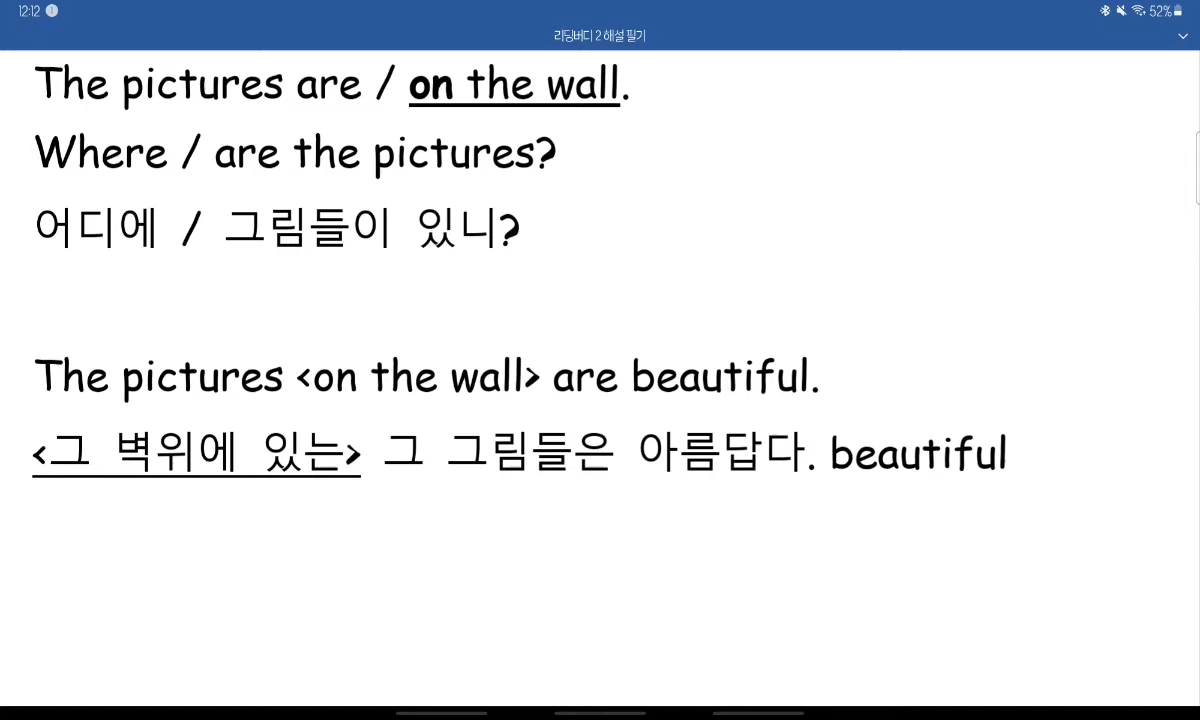 12:12
52%
리딩버디 2 해설 필기
The pictures are / on the wall.
Where / are the pictures?
어디에 / 그림들이 있니?
The pictures <on the wall> are beautiful.
<그 벽위에 있는> 그 그림들은 아름답다. beautiful